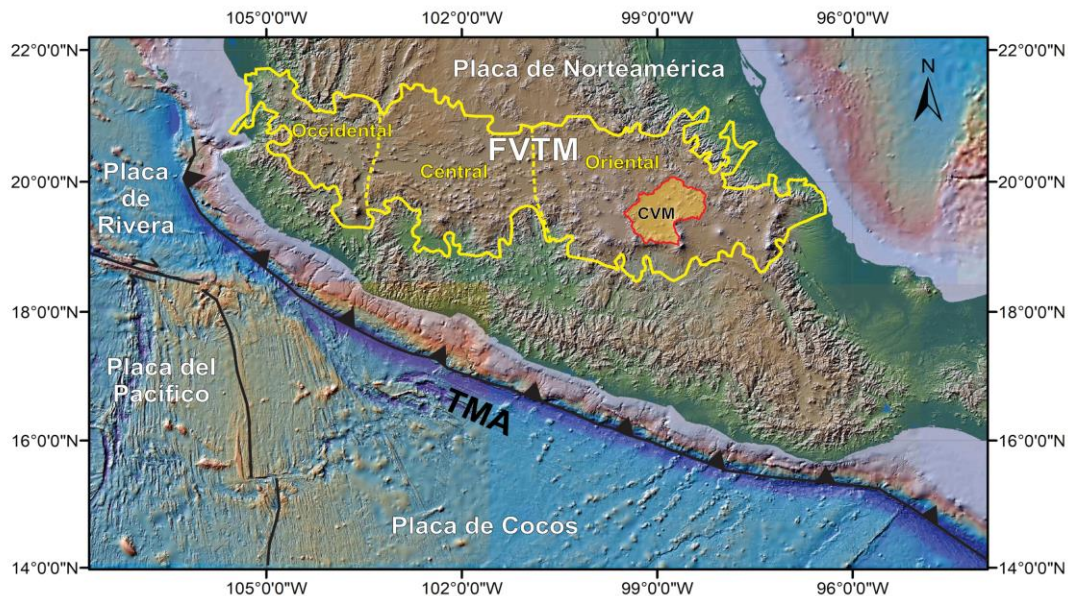 105°0'0"W 102°0'0"W 99°0'0"W 96°0'0"W
22°0'0"N 22°0'0"N
Placa de Norteamérica
N
Occidental
FVTM
Central
Oriental
20°0'0"N 20°0'0"N
Placa
de
Rivera
CVM
18°0'0"N 18°0'0"N
Placa del
Pacífico
TMA
16°0'0"N 16°0'0"N
Placa de Cocos
14°0'0"N 14°0'0"N
105°0'0"W 102°0'0"W 99°0'0"W 96°0'0"W